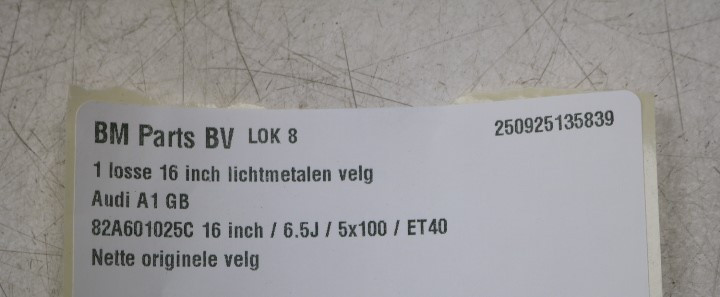 BM Parts BV LOK 8 250925135839
1 losse 16 inch lichtmetalen velg
Audi A1 GB
82A601025C 16 inch / 6.5J / 5x100 / ET40
Nette originele velg